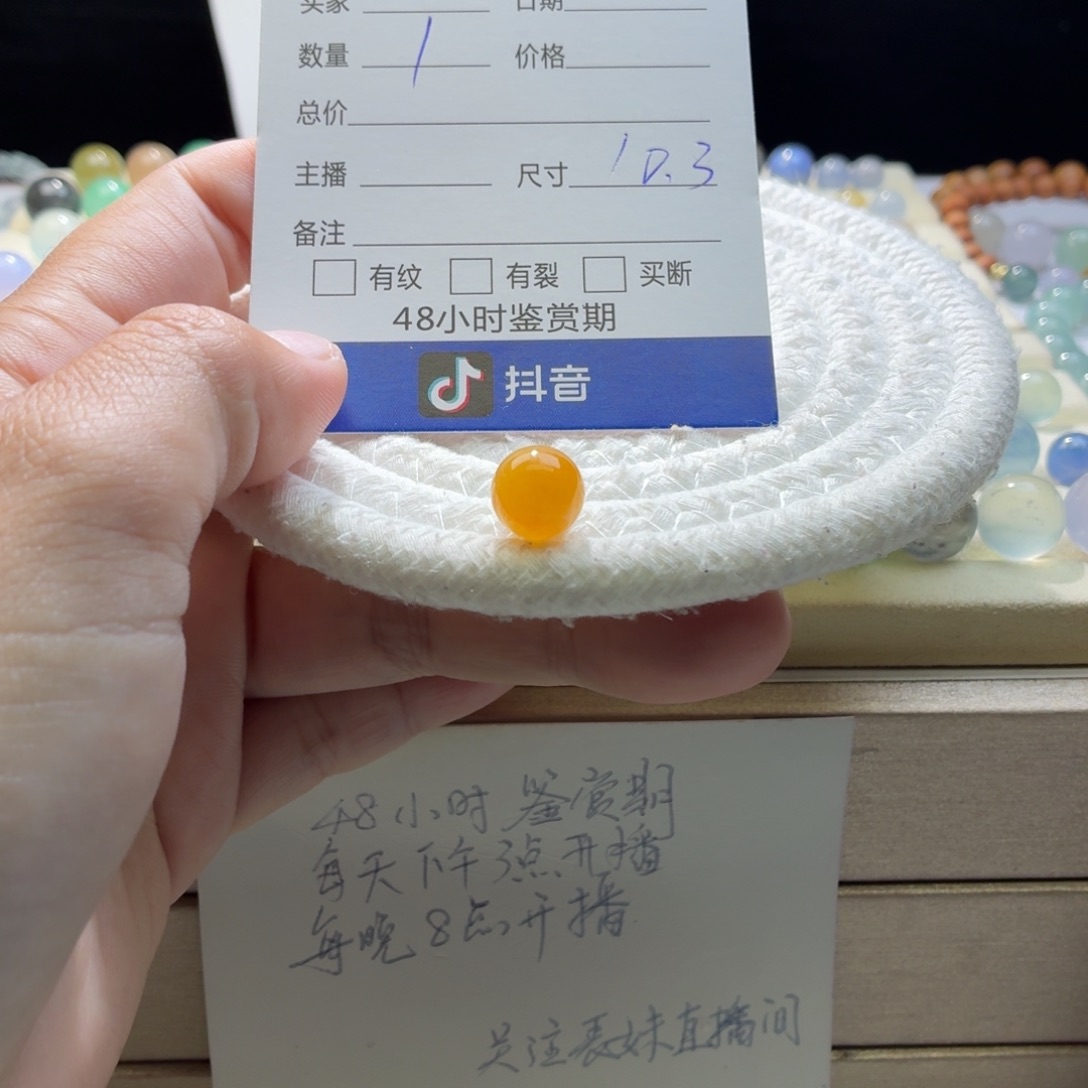 买家 日期
数量 1 价格
总价
主播 尺寸 10.3
备注
有纹 有裂 买断
48小时鉴赏期
抖音
48小时鉴赏期
每天下午3点开播
每晚8点开播
关注表妹直播间